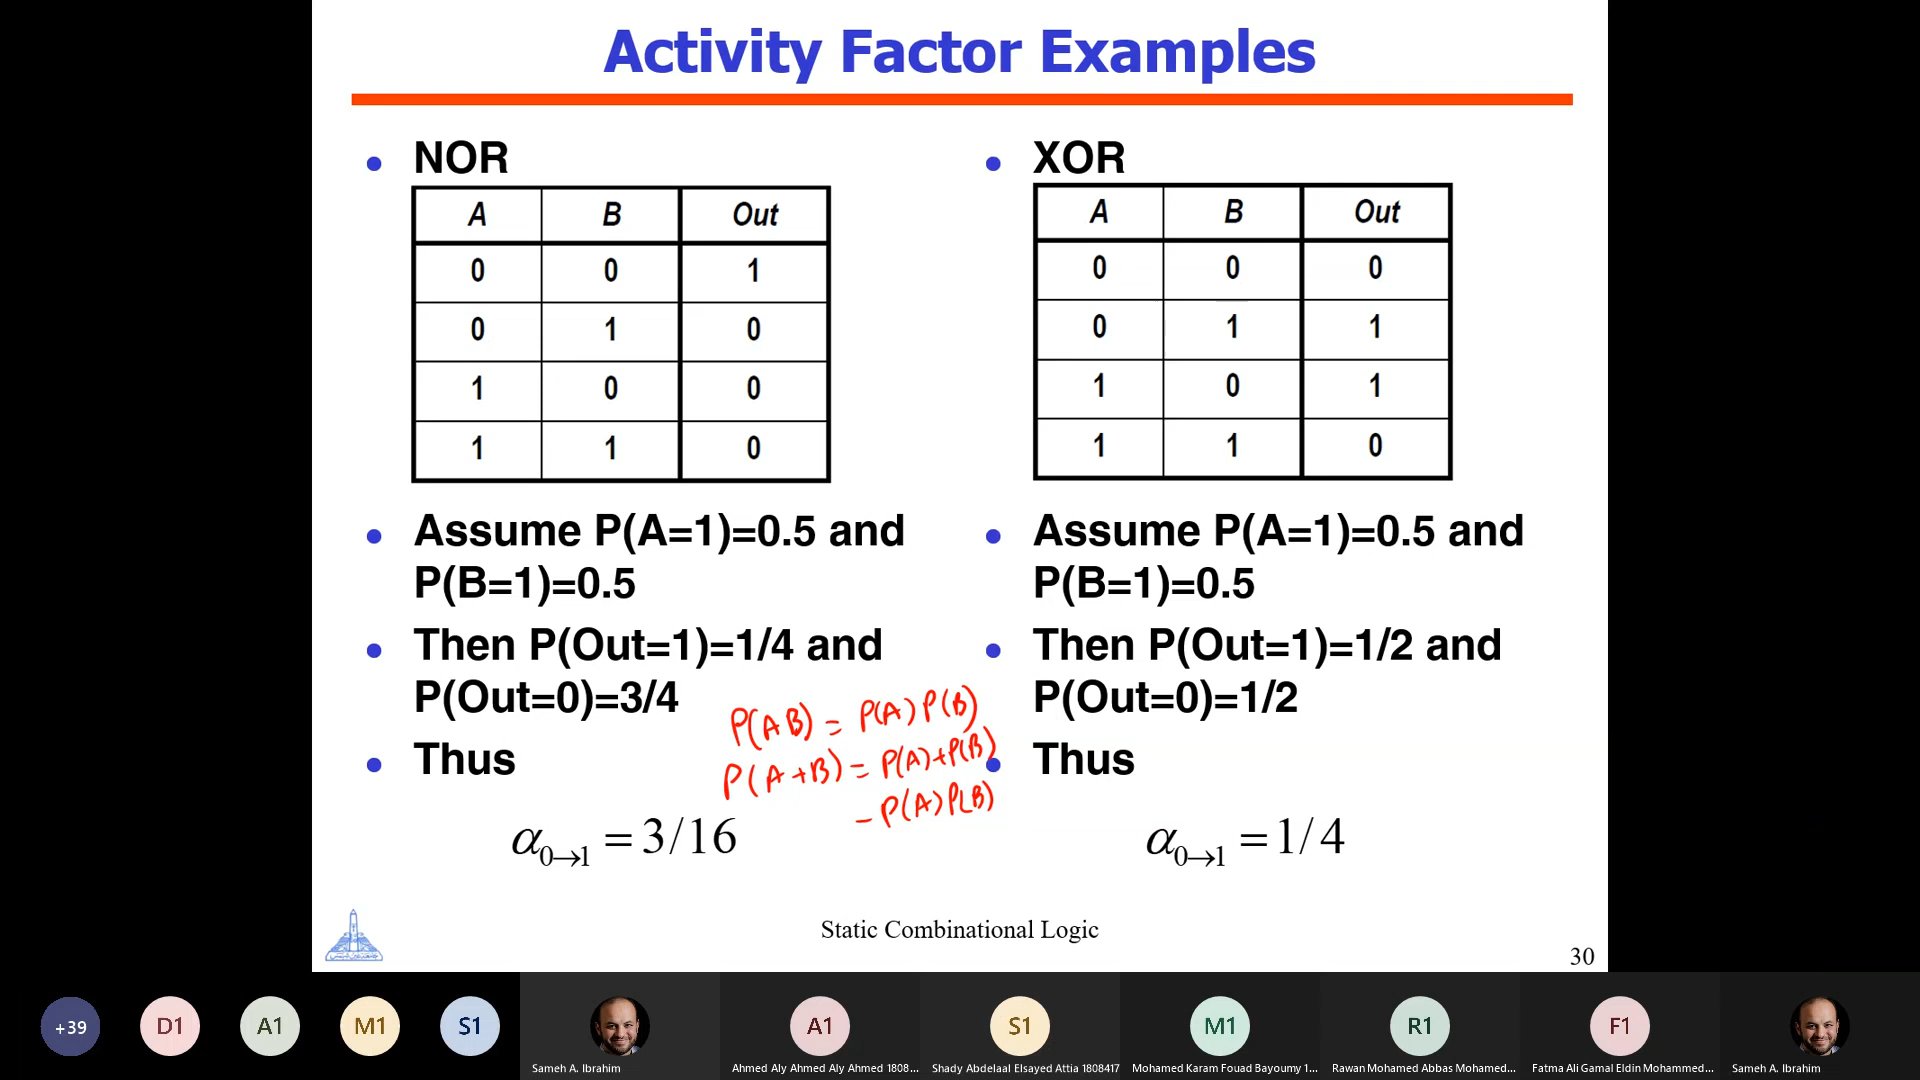 Activity Factor Examples
• NOR
A B Out
0 0 1
0 1 0
1 0 0
1 1 0
• Assume P(A=1)=0.5 and
P(B=1)=0.5
• Then P(Out=1)=1/4 and
P(Out=0)=3/4
• Thus
α0→1 = 3/16
P(AB) = P(A) P(B)
P(A+B) = P(A)+P(B)
- P(A) P(B)
• XOR
A B Out
0 0 0
0 1 1
1 0 1
1 1 0
• Assume P(A=1)=0.5 and
P(B=1)=0.5
• Then P(Out=1)=1/2 and
P(Out=0)=1/2
• Thus
α0→1 = 1/4
Static Combinational Logic
30
+39 D1 A1 M1 S1 A1 S1 M1 R1 F1
Sameh A. Ibrahim Ahmed Aly Ahmed Aly Ahmed 1808... Shady Abdelaal Elsayed Attia 1808417 Mohamed Karam Fouad Bayoumy 1... Rawan Mohamed Abbas Mohamed... Fatma Ali Gamal Eldin Mohammed... Sameh A. Ibrahim